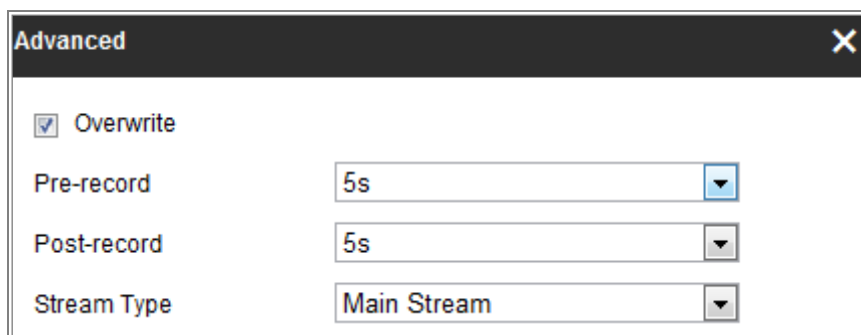 Advanced
Overwrite
Pre-record 5s
Post-record 5s
Stream Type Main Stream